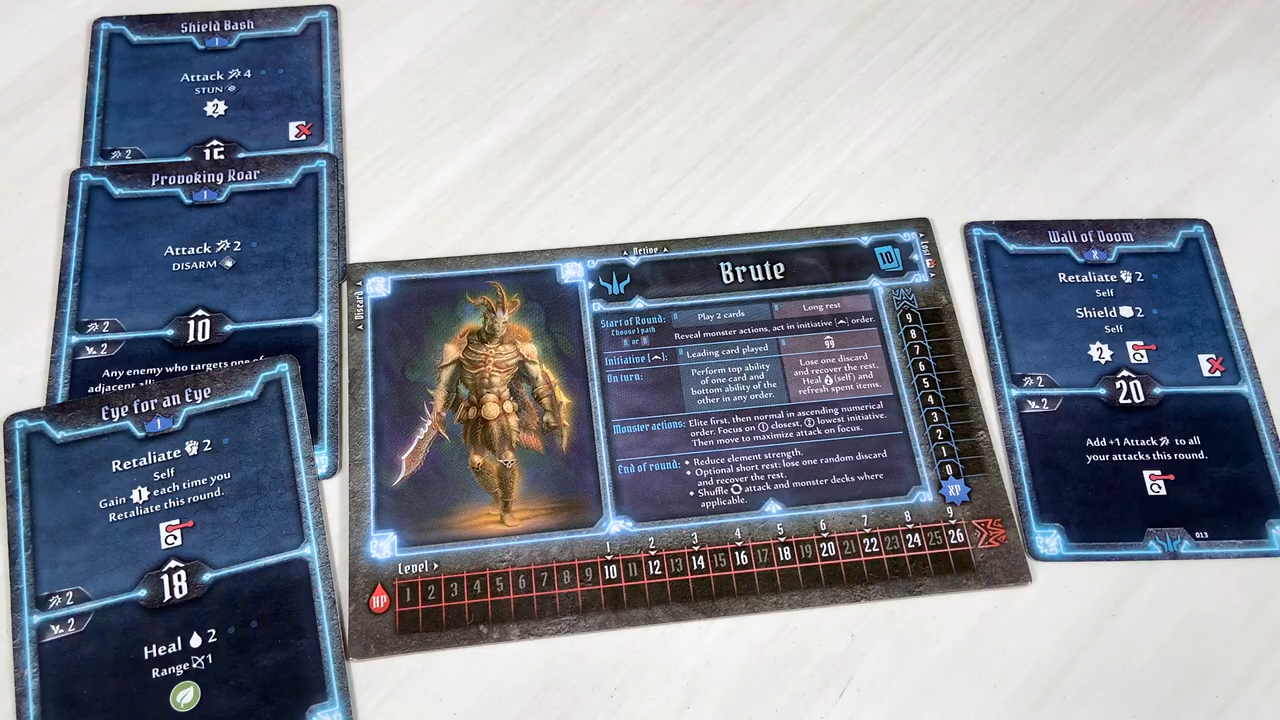 Shield Bash
1
Attack 4
STUN
2
2
15
Provoking Roar
1
Attack 2
DISARM
2
10
2
Any enemy who targets one of
adjacent
Eye for an Eye
1
Retaliate 2
Self
Gain 1 each time you
Retaliate this round.
2
18
2
Heal 2
Range 1
Discard
Active
Lost
Brute
10
Start of Round:
Choose 1 path
A or B
A Play 2 cards
B Long rest
Reveal monster actions, act in initiative [ ] order.
Initiative [ ]:
A Leading card played
B 99
On turn:
Perform top ability
of one card and
bottom ability of the
other in any order.
Lose one discard
and recover the rest.
Heal 2 (self) and
refresh spent items.
Monster actions:
Elite first, then normal in ascending numerical
order. Focus on ① closest, ② lowest initiative.
Then move to maximize attack on focus.
End of round:
◆ Reduce element strength.
◆ Optional short rest: lose one random discard
and recover the rest.
◆ Shuffle attack and monster decks where
applicable.
9
8
7
6
5
4
3
2
1
0
XP
Level
1 2 3 4 5 6 7 8 9
HP
1 2 3 4 5 6 7 8 9 10 11 12 13 14 15 16 17 18 19 20 21 22 23 24 25 26
Wall of Doom
X
Retaliate 2
Self
Shield 2
Self
2
2
20
2
Add +1 Attack to all
your attacks this round.
013